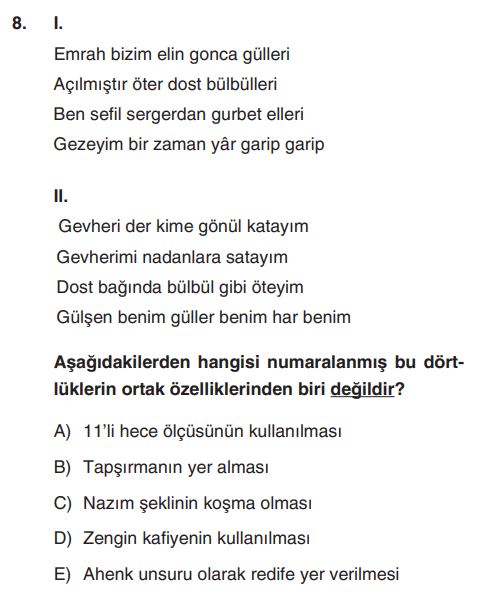 8. I.
Emrah bizim elin gonca gülleri
Açılmıştır öter dost bülbülleri
Ben sefil sergerdan gurbet elleri
Gezeyim bir zaman yâr garip garip
II.
Gevheri der kime gönül katayım
Gevherimi nadanlara satayım
Dost bağında bülbül gibi öteyim
Gülşen benim güller benim har benim
Aşağıdakilerden hangisi numaralanmış bu dört-
lüklerin ortak özelliklerinden biri değildir?
A) 11’li hece ölçüsünün kullanılması
B) Tapşırmanın yer alması
C) Nazım şeklinin koşma olması
D) Zengin kafiyenin kullanılması
E) Ahenk unsuru olarak redife yer verilmesi